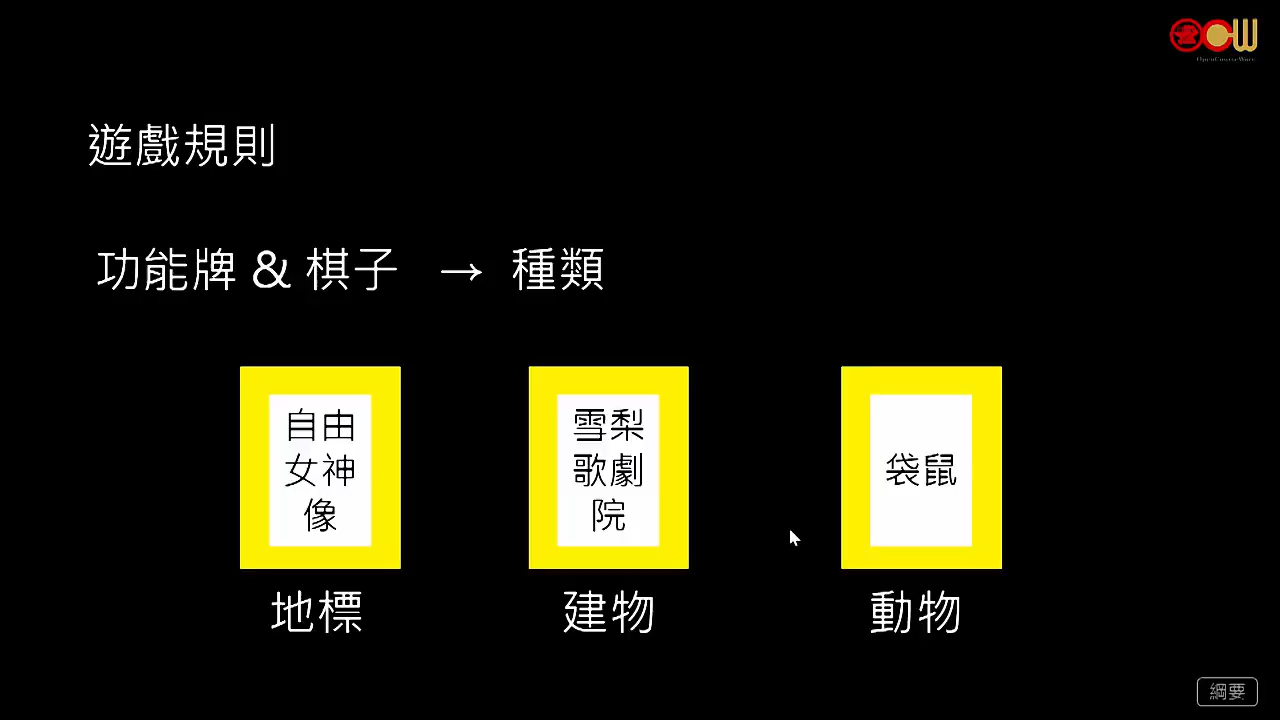 OpenCourseWare
遊戲規則
功能牌 & 棋子 → 種類
自由
女神
像
雪梨
歌劇
院
袋鼠
地標
建物
動物
綱要